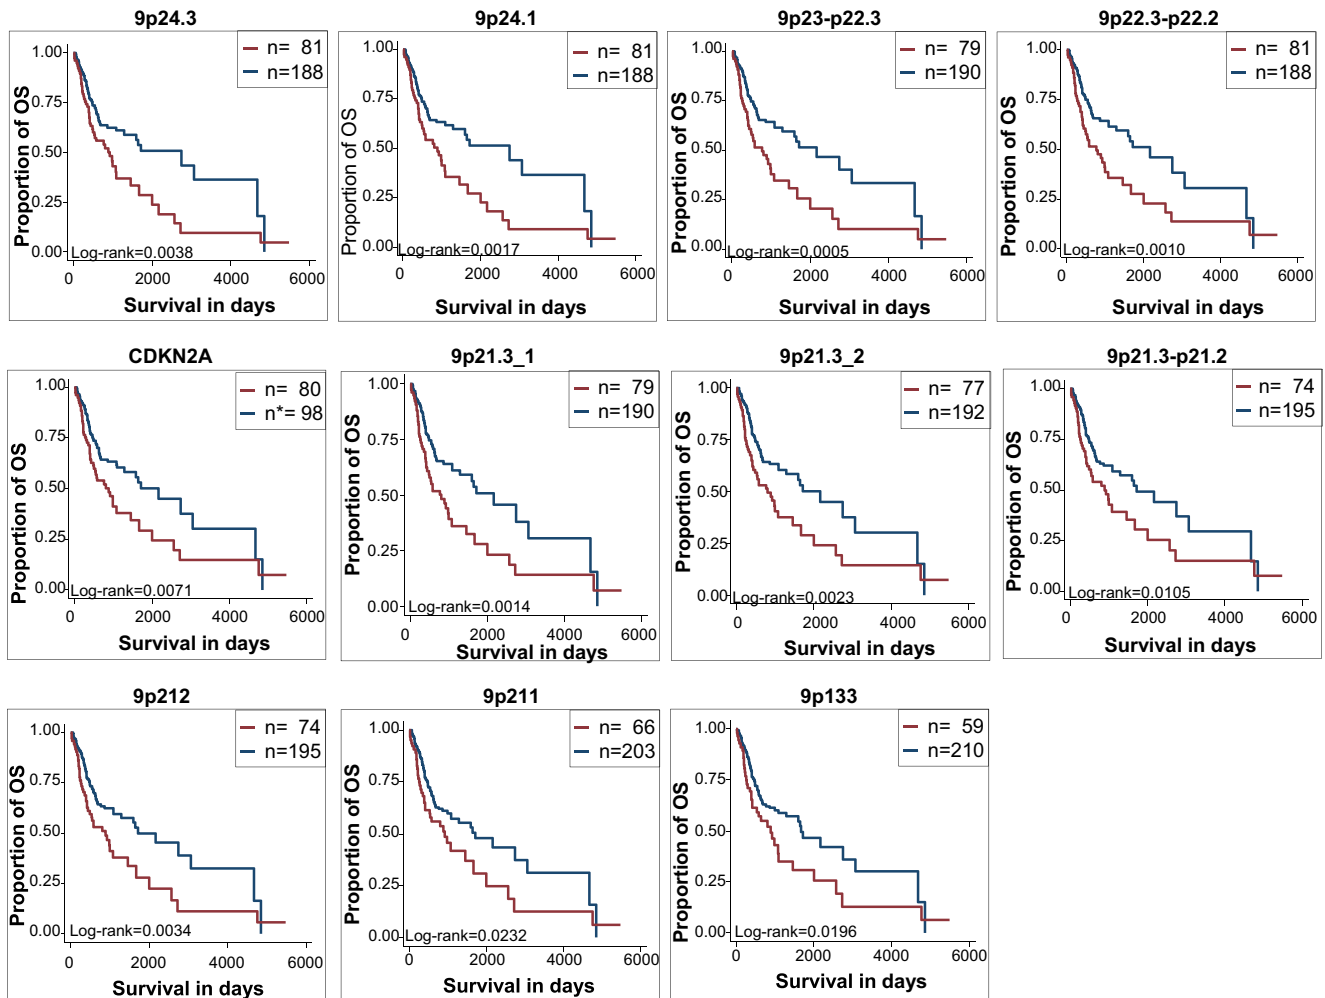 9p24.3
n= 81
n=188
Proportion of OS
1.00
0.75
0.50
0.25
0.00
Log-rank=0.0038
0 2000 4000 6000
Survival in days
9p24.1
n= 81
n=188
Proportion of OS
1.00
0.75
0.50
0.25
0.00
Log-rank=0.0017
0 2000 4000 6000
Survival in days
9p23-p22.3
n= 79
n=190
Proportion of OS
1.00
0.75
0.50
0.25
0.00
Log-rank=0.0005
0 2000 4000 6000
Survival in days
9p22.3-p22.2
n= 81
n=188
Proportion of OS
1.00
0.75
0.50
0.25
0.00
Log-rank=0.0010
0 2000 4000 6000
Survival in days
CDKN2A
n= 80
n*= 98
Proportion of OS
1.00
0.75
0.50
0.25
0.00
Log-rank=0.0071
0 2000 4000 6000
Survival in days
9p21.3_1
n= 79
n=190
Proportion of OS
1.00
0.75
0.50
0.25
0.00
Log-rank=0.0014
0 2000 4000 6000
Survival in days
9p21.3_2
n= 77
n=192
Proportion of OS
1.00
0.75
0.50
0.25
0.00
Log-rank=0.0023
0 2000 4000 6000
Survival in days
9p21.3-p21.2
n= 74
n=195
Proportion of OS
1.00
0.75
0.50
0.25
0.00
Log-rank=0.0105
0 2000 4000 6000
Survival in days
9p212
n= 74
n=195
Proportion of OS
1.00
0.75
0.50
0.25
0.00
Log-rank=0.0034
0 2000 4000 6000
Survival in days
9p211
n= 66
n=203
Proportion of OS
1.00
0.75
0.50
0.25
0.00
Log-rank=0.0232
0 2000 4000 6000
Survival in days
9p133
n= 59
n=210
Proportion of OS
1.00
0.75
0.50
0.25
0.00
Log-rank=0.0196
0 2000 4000 6000
Survival in days